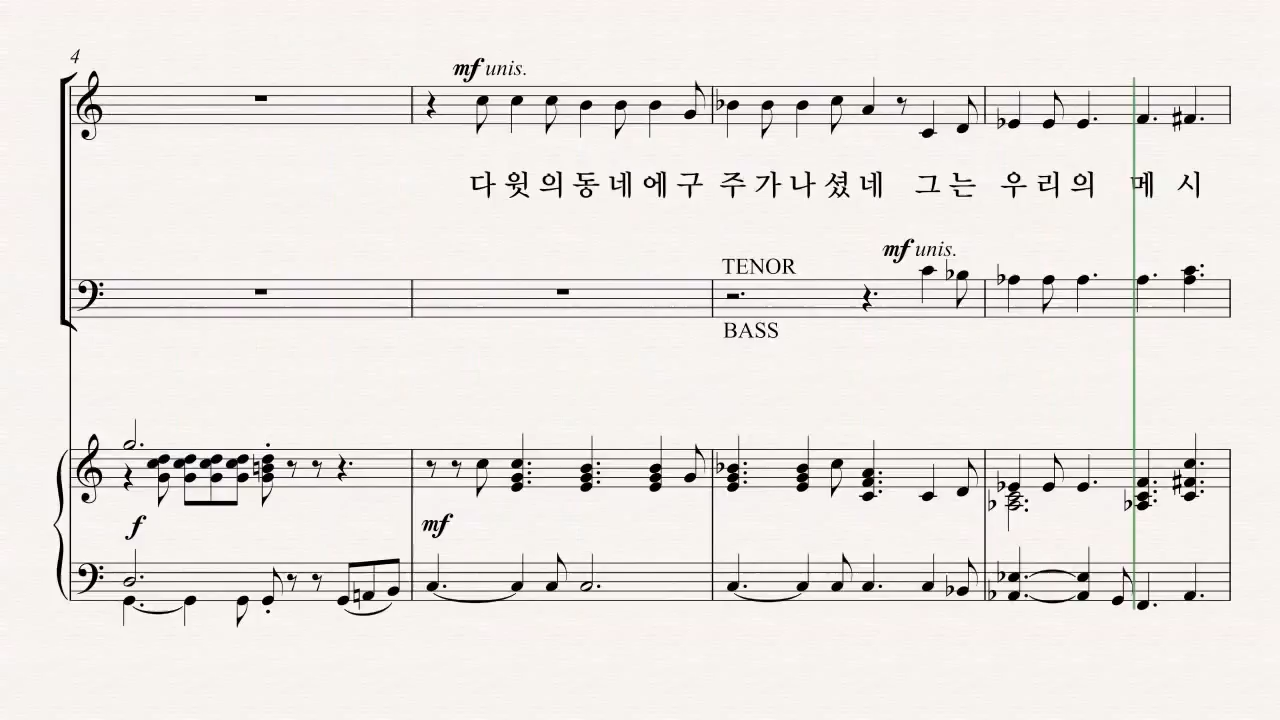 4
mf unis.
다 윗 의 동 네 에 구 주 가 나 셨 네 그 는 우 리 의 메 시
mf unis.
TENOR
BASS
f
mf